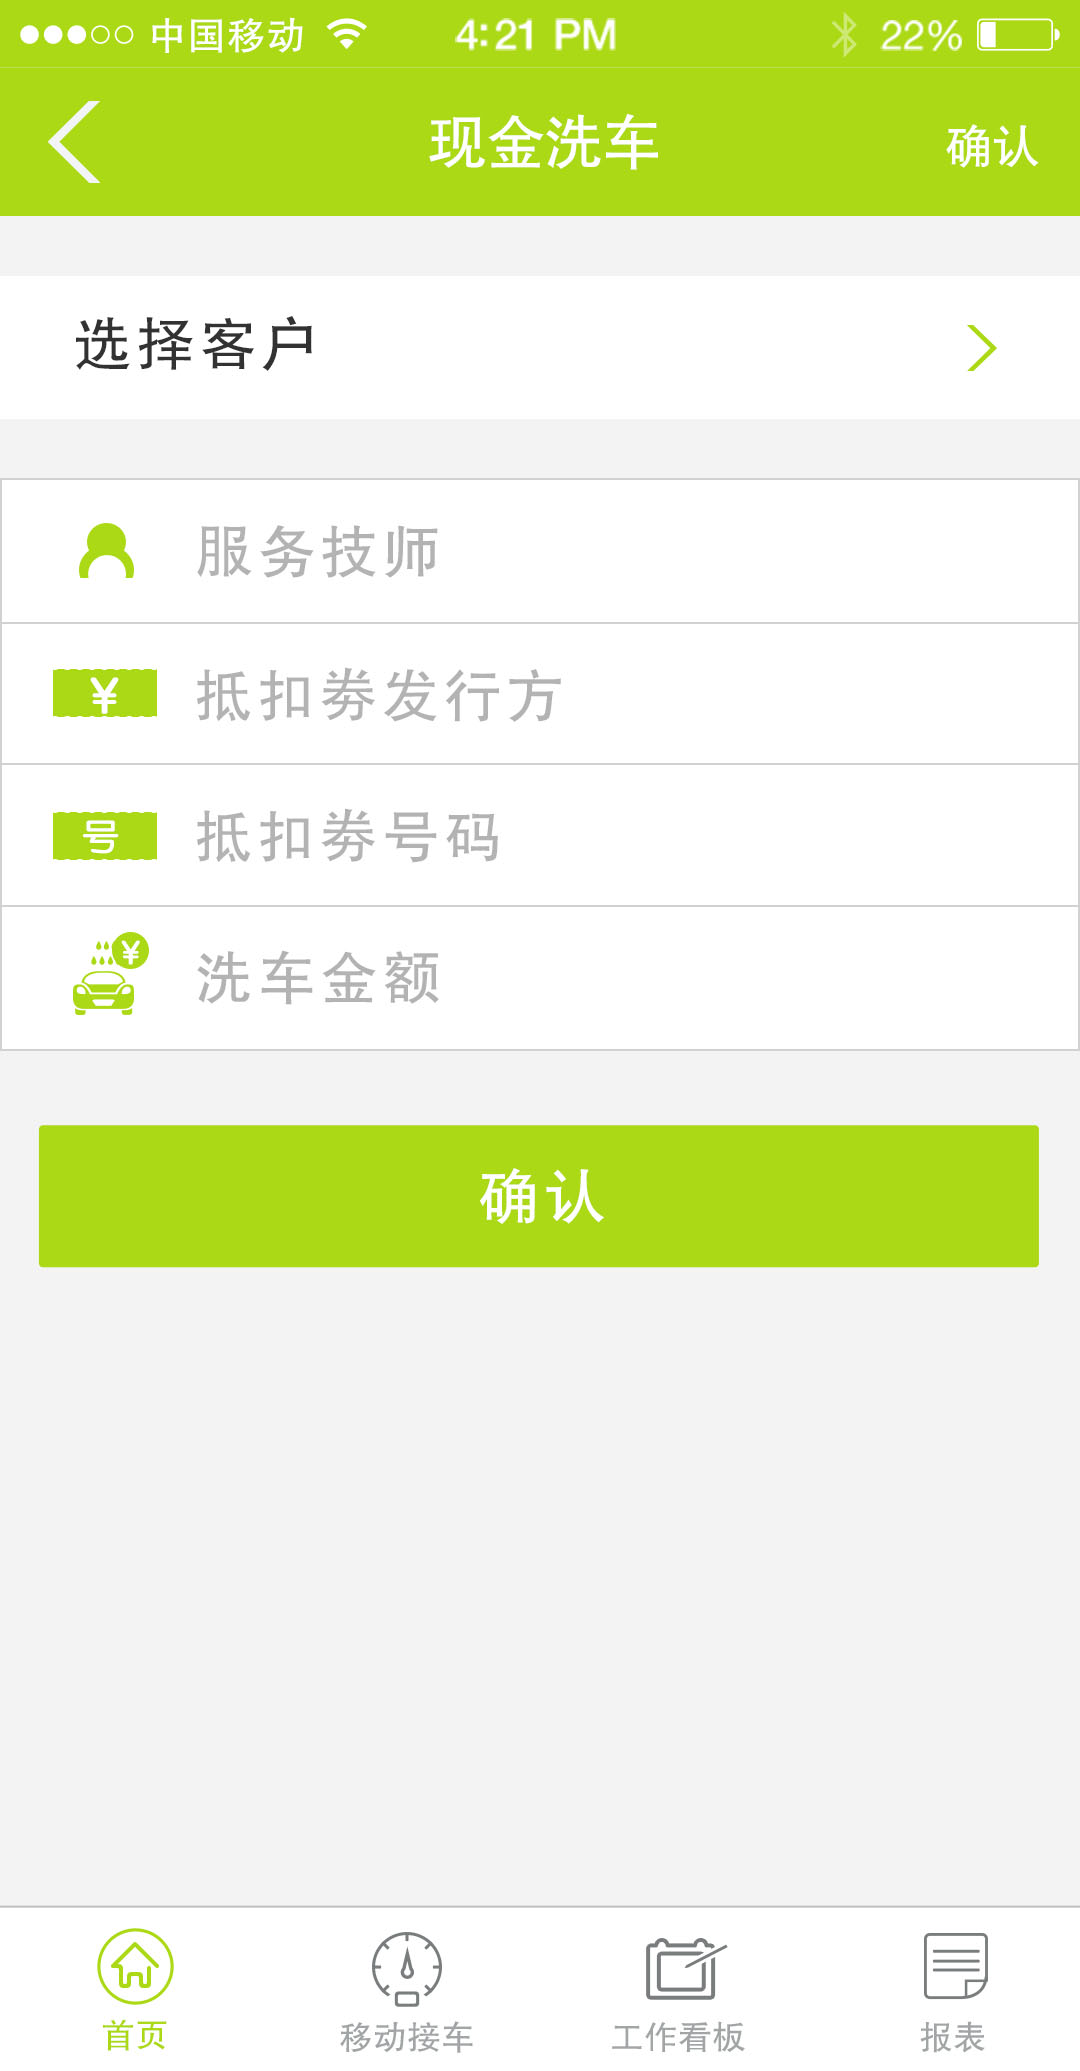 中国移动 4:21 PM 22%
现金洗车 确认
选择客户
服务技师
¥ 抵扣劵发行方
号 抵扣劵号码
¥ 洗车金额
确认
首页 移动接车 工作看板 报表